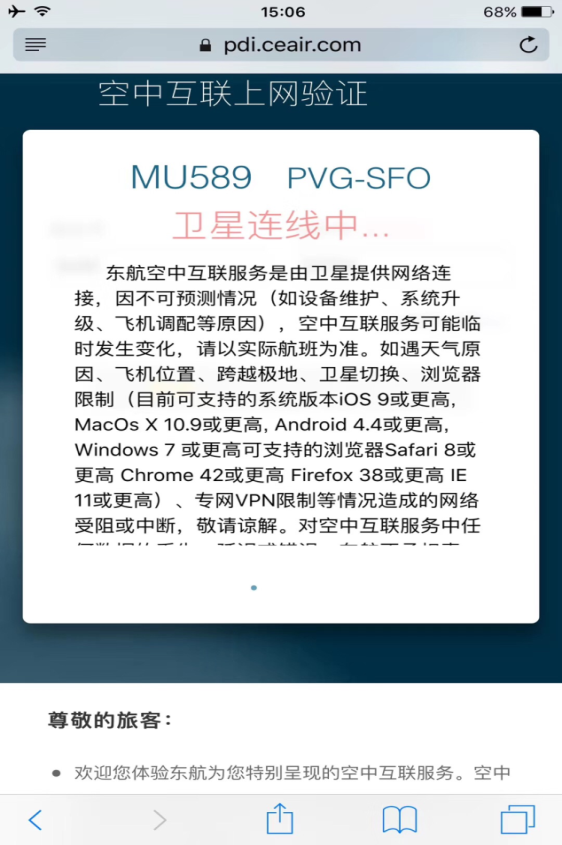 15:06
68%
pdi.ceair.com
空中互联上网验证
MU589 PVG-SFO
卫星连线中...
东航空中互联服务是由卫星提供网络连
接，因不可预测情况（如设备维护、系统升
级、飞机调配等原因），空中互联服务可能临
时发生变化，请以实际航班为准。如遇天气原
因、飞机位置、跨越极地、卫星切换、浏览器
限制（目前可支持的系统版本iOS 9或更高,
MacOs X 10.9或更高, Android 4.4或更高,
Windows 7 或更高可支持的浏览器Safari 8或
更高 Chrome 42或更高 Firefox 38或更高 IE
11或更高）、专网VPN限制等情况造成的网络
受阻或中断，敬请谅解。对空中互联服务中任
尊敬的旅客：
• 欢迎您体验东航为您特别呈现的空中互联服务。空中